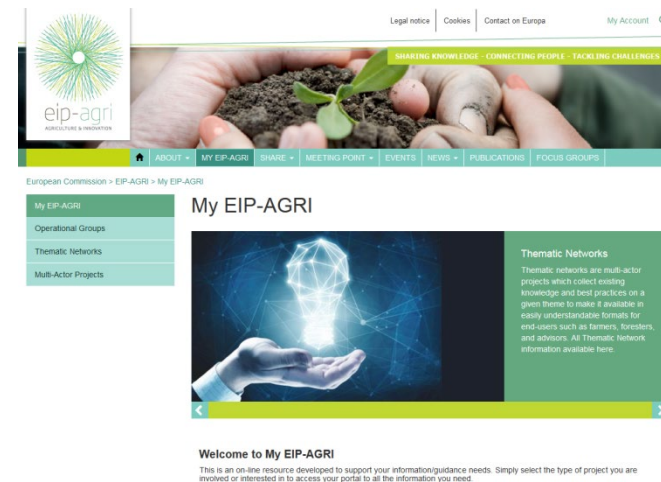 Legal notice Cookies Contact on Europa My Account
SHARING KNOWLEDGE - CONNECTING PEOPLE - TACKLING CHALLENGES
eip-agri
AGRICULTURE & INNOVATION
ABOUT MY EIP-AGRI SHARE MEETING POINT EVENTS NEWS PUBLICATIONS FOCUS GROUPS
European Commission > EIP-AGRI > My EIP-AGRI
My EIP-AGRI
Operational Groups
Thematic Networks
Multi-Actor Projects
My EIP-AGRI
Thematic Networks
Thematic networks are multi-actor
projects which collect existing
knowledge and best practices on a
given theme to make it available in
easily understandable formats for
end-users such as farmers, foresters,
and advisors. All Thematic Network
information available here.
Welcome to My EIP-AGRI
This is an on-line resource developed to support your information/guidance needs. Simply select the type of project you are
involved or interested in to access your portal to all the information you need.